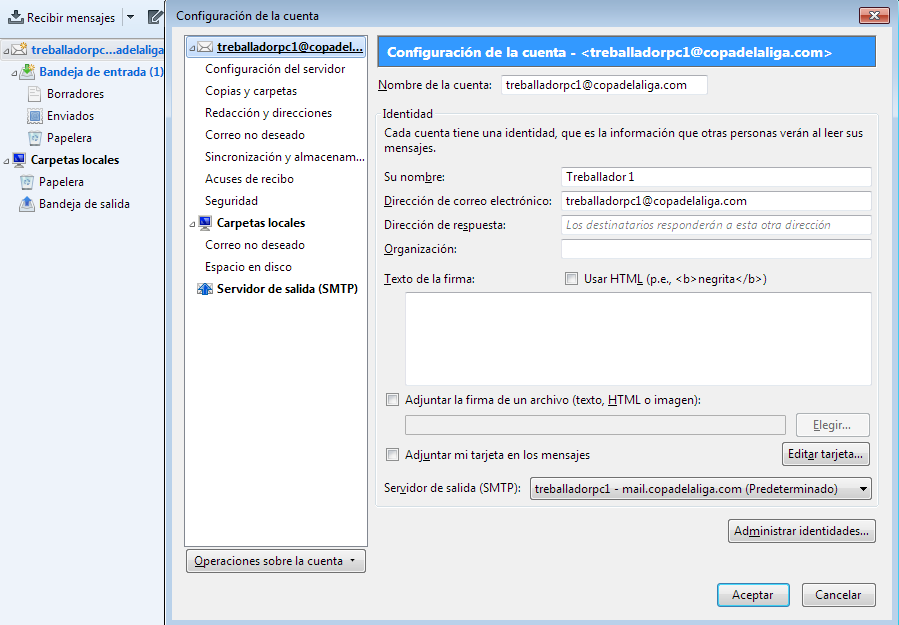 Recibir mensajes
treballadorpc...adelaliga
Bandeja de entrada (1)
Borradores
Enviados
Papelera
Carpetas locales
Papelera
Bandeja de salida
Configuración de la cuenta
treballadorpc1@copadel...
Configuración del servidor
Copias y carpetas
Redacción y direcciones
Correo no deseado
Sincronización y almacenam...
Acuses de recibo
Seguridad
Carpetas locales
Correo no deseado
Espacio en disco
Servidor de salida (SMTP)
Operaciones sobre la cuenta
Configuración de la cuenta - <treballadorpc1@copadelaliga.com>
Nombre de la cuenta: treballadorpc1@copadelaliga.com
Identidad
Cada cuenta tiene una identidad, que es la información que otras personas verán al leer sus
mensajes.
Su nombre: Treballador 1
Dirección de correo electrónico: treballadorpc1@copadelaliga.com
Dirección de respuesta: Los destinatarios responderán a esta otra dirección
Organización:
Texto de la firma: Usar HTML (p.e., <b>negrita</b>)
Adjuntar la firma de un archivo (texto, HTML o imagen):
Elegir...
Adjuntar mi tarjeta en los mensajes Editar tarjeta...
Servidor de salida (SMTP): treballadorpc1 - mail.copadelaliga.com (Predeterminado)
Administrar identidades...
Aceptar Cancelar